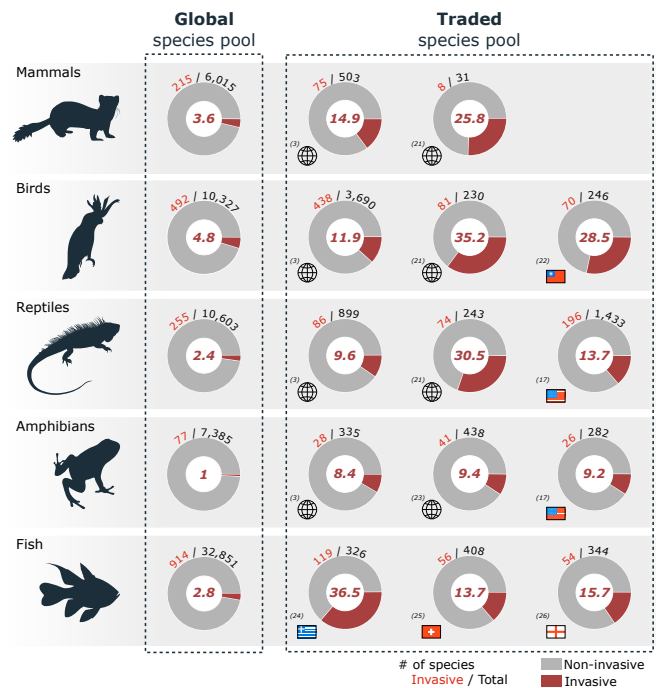 Global
species pool
Traded
species pool
Mammals
215 / 6,015
3.6
75 / 503
14.9
(3)
8 / 31
25.8
(21)
Birds
492 / 10,327
4.8
438 / 3,690
11.9
(3)
81 / 230
35.2
(21)
70 / 246
28.5
(22)
Reptiles
255 / 10,603
2.4
86 / 899
9.6
(3)
74 / 243
30.5
(21)
196 / 1,433
13.7
(17)
Amphibians
77 / 7,385
1
28 / 335
8.4
(3)
41 / 438
9.4
(23)
26 / 282
9.2
(17)
Fish
914 / 32,851
2.8
119 / 326
36.5
(24)
56 / 408
13.7
(25)
54 / 344
15.7
(26)
# of species
Invasive / Total
Non-invasive
Invasive